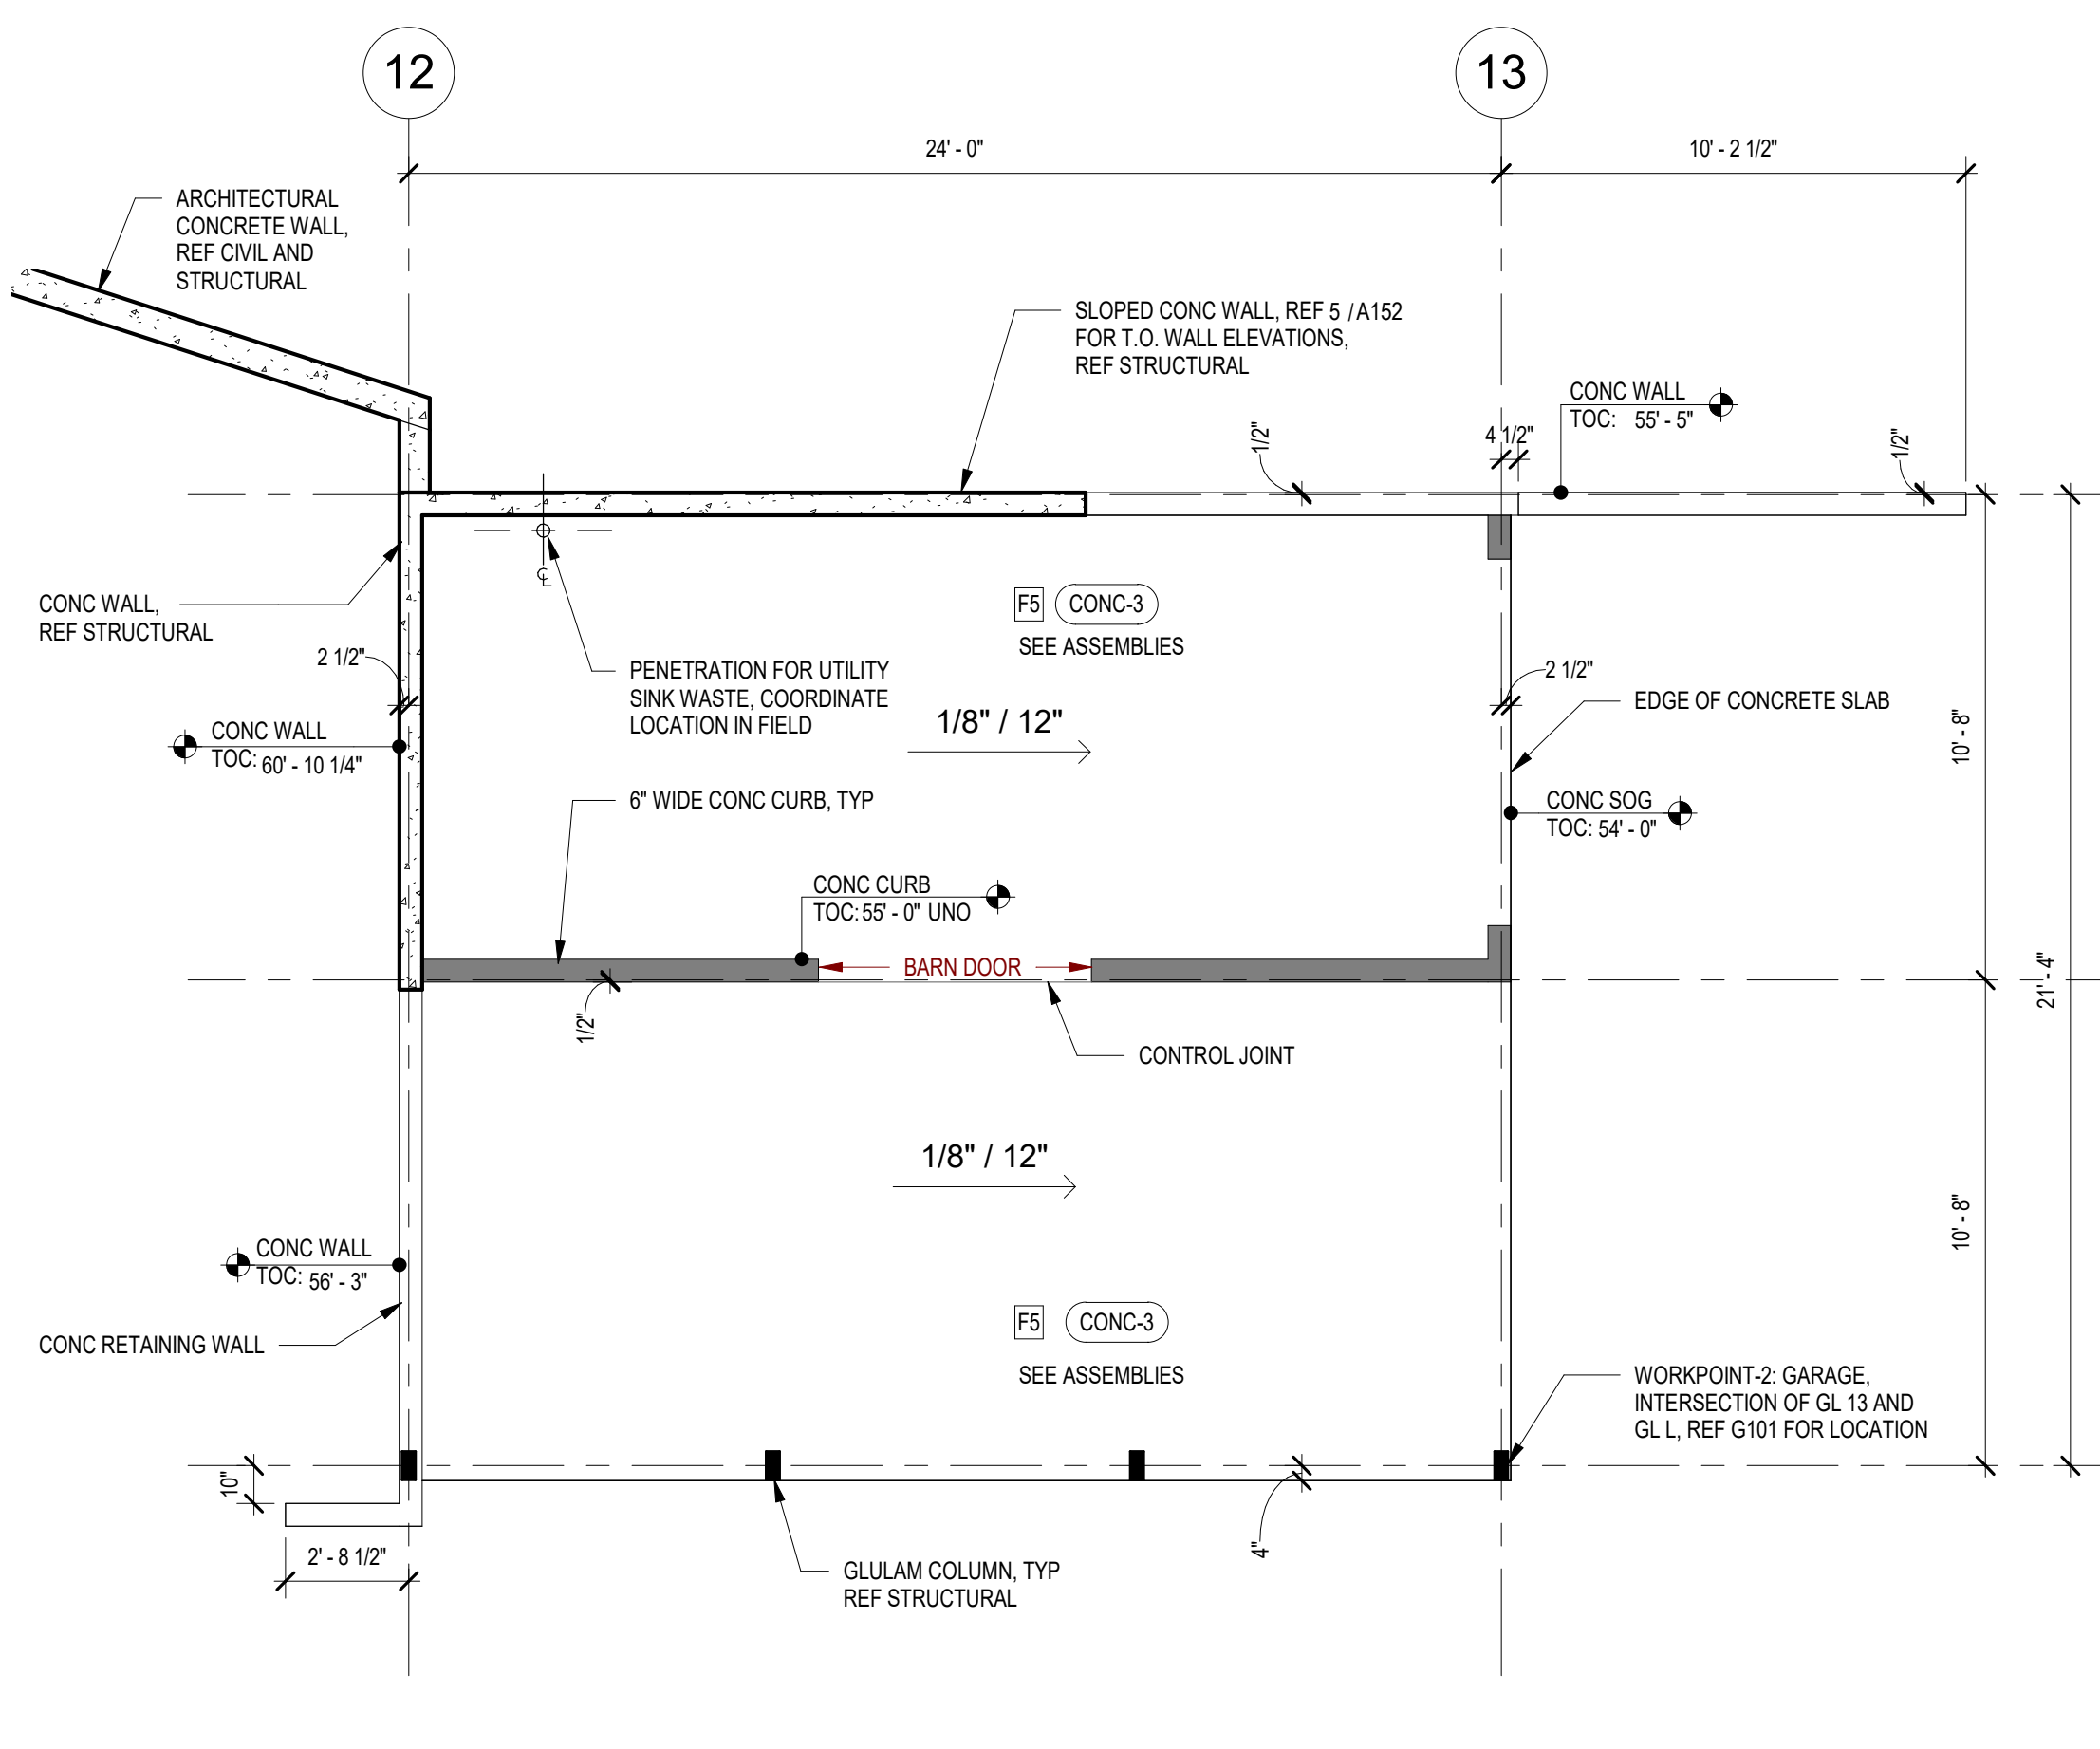 12
13
24' - 0"
10' - 2 1/2"
ARCHITECTURAL
CONCRETE WALL,
REF CIVIL AND
STRUCTURAL
SLOPED CONC WALL, REF 5 / A152
FOR T.O. WALL ELEVATIONS,
REF STRUCTURAL
CONC WALL
TOC: 55' - 5"
1/2"
4 1/2"
1/2"
CONC WALL,
REF STRUCTURAL
F5 CONC-3
SEE ASSEMBLIES
2 1/2"
PENETRATION FOR UTILITY
SINK WASTE, COORDINATE
LOCATION IN FIELD
2 1/2"
EDGE OF CONCRETE SLAB
1/8" / 12"
CONC WALL
TOC: 60' - 10 1/4"
10' - 8"
6" WIDE CONC CURB, TYP
CONC SOG
TOC: 54' - 0"
CONC CURB
TOC: 55' - 0" UNO
BARN DOOR
21' - 4"
1/2"
CONTROL JOINT
1/8" / 12"
10' - 8"
CONC WALL
TOC: 56' - 3"
CONC RETAINING WALL
F5 CONC-3
SEE ASSEMBLIES
WORKPOINT-2: GARAGE,
INTERSECTION OF GL 13 AND
GL L, REF G101 FOR LOCATION
10"
4"
2' - 8 1/2"
GLULAM COLUMN, TYP
REF STRUCTURAL